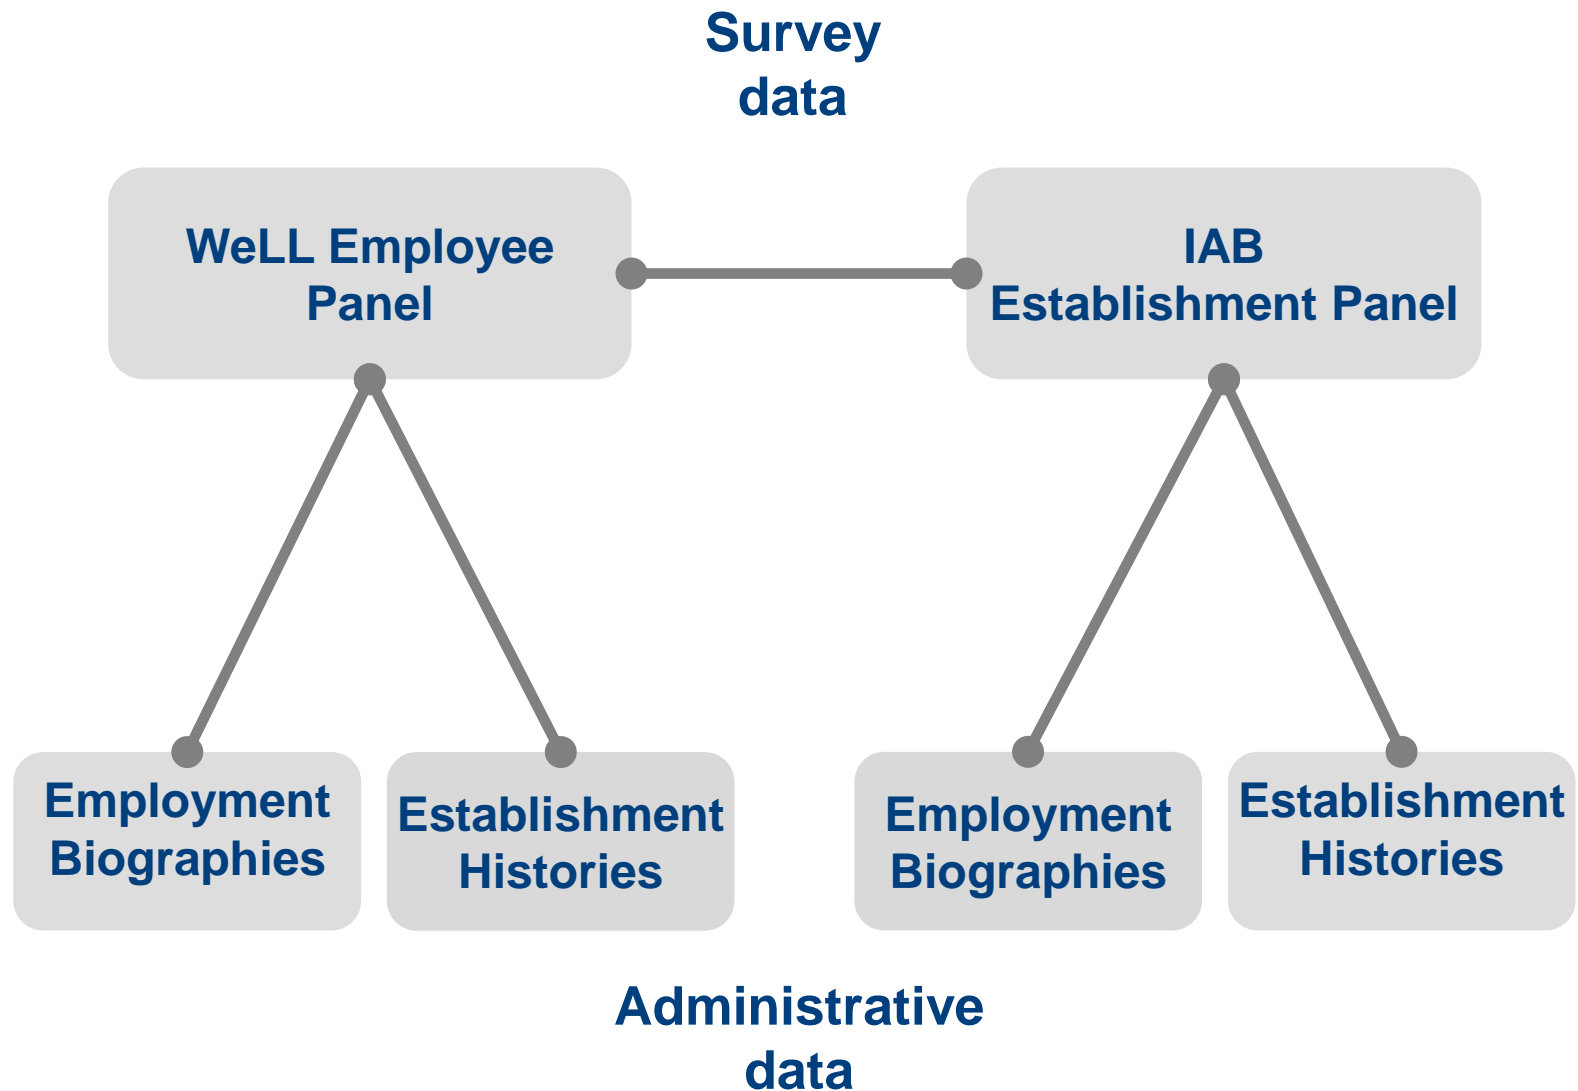 Survey
data
WeLL Employee
Panel
IAB
Establishment Panel
Employment
Biographies
Establishment
Histories
Employment
Biographies
Establishment
Histories
Administrative
data